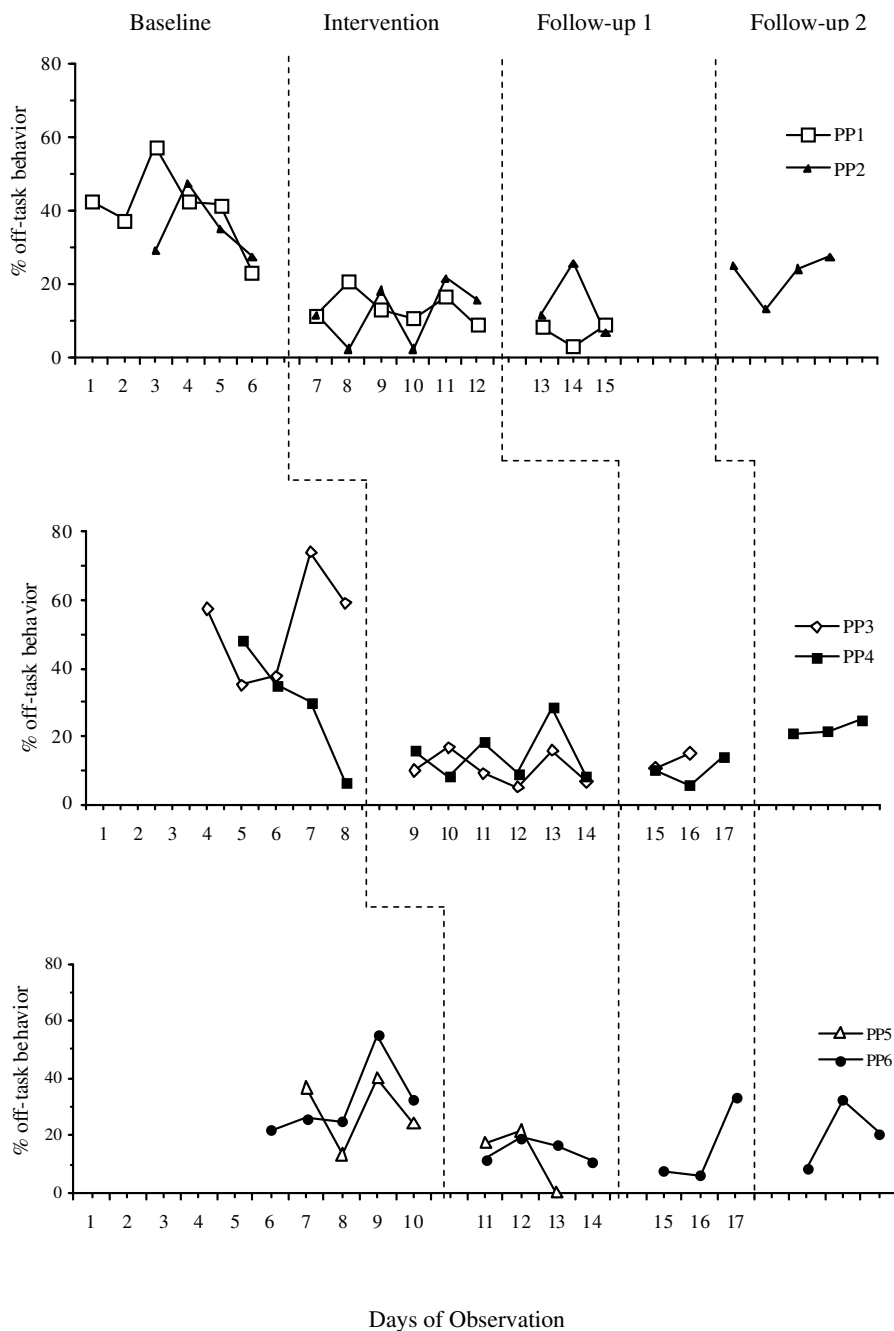 Baseline Intervention Follow-up 1 Follow-up 2
% off-task behavior
80
60
40
20
0
PP1
PP2
1 2 3 4 5 6 7 8 9 10 11 12 13 14 15
% off-task behavior
80
60
40
20
0
PP3
PP4
1 2 3 4 5 6 7 8 9 10 11 12 13 14 15 16 17
% off-task behavior
80
60
40
20
0
PP5
PP6
1 2 3 4 5 6 7 8 9 10 11 12 13 14 15 16 17
Days of Observation